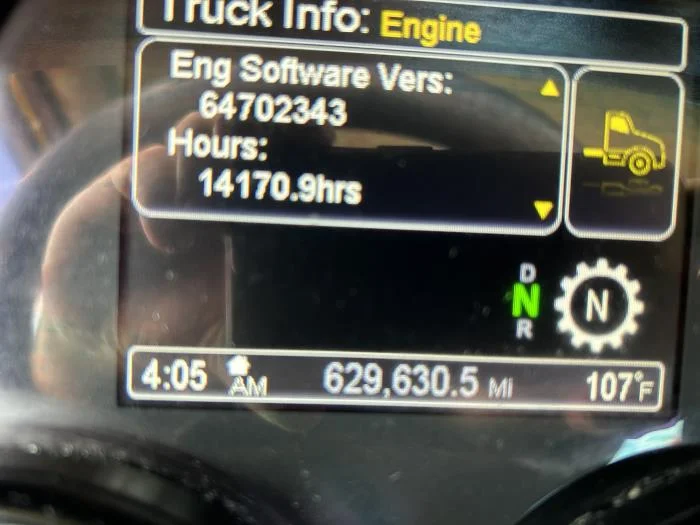 Truck Info: Engine
Eng Software Vers:
64702343
Hours:
14170.9hrs
D
N
R
N
4:05 AM 629,630.5 Mi 107°F